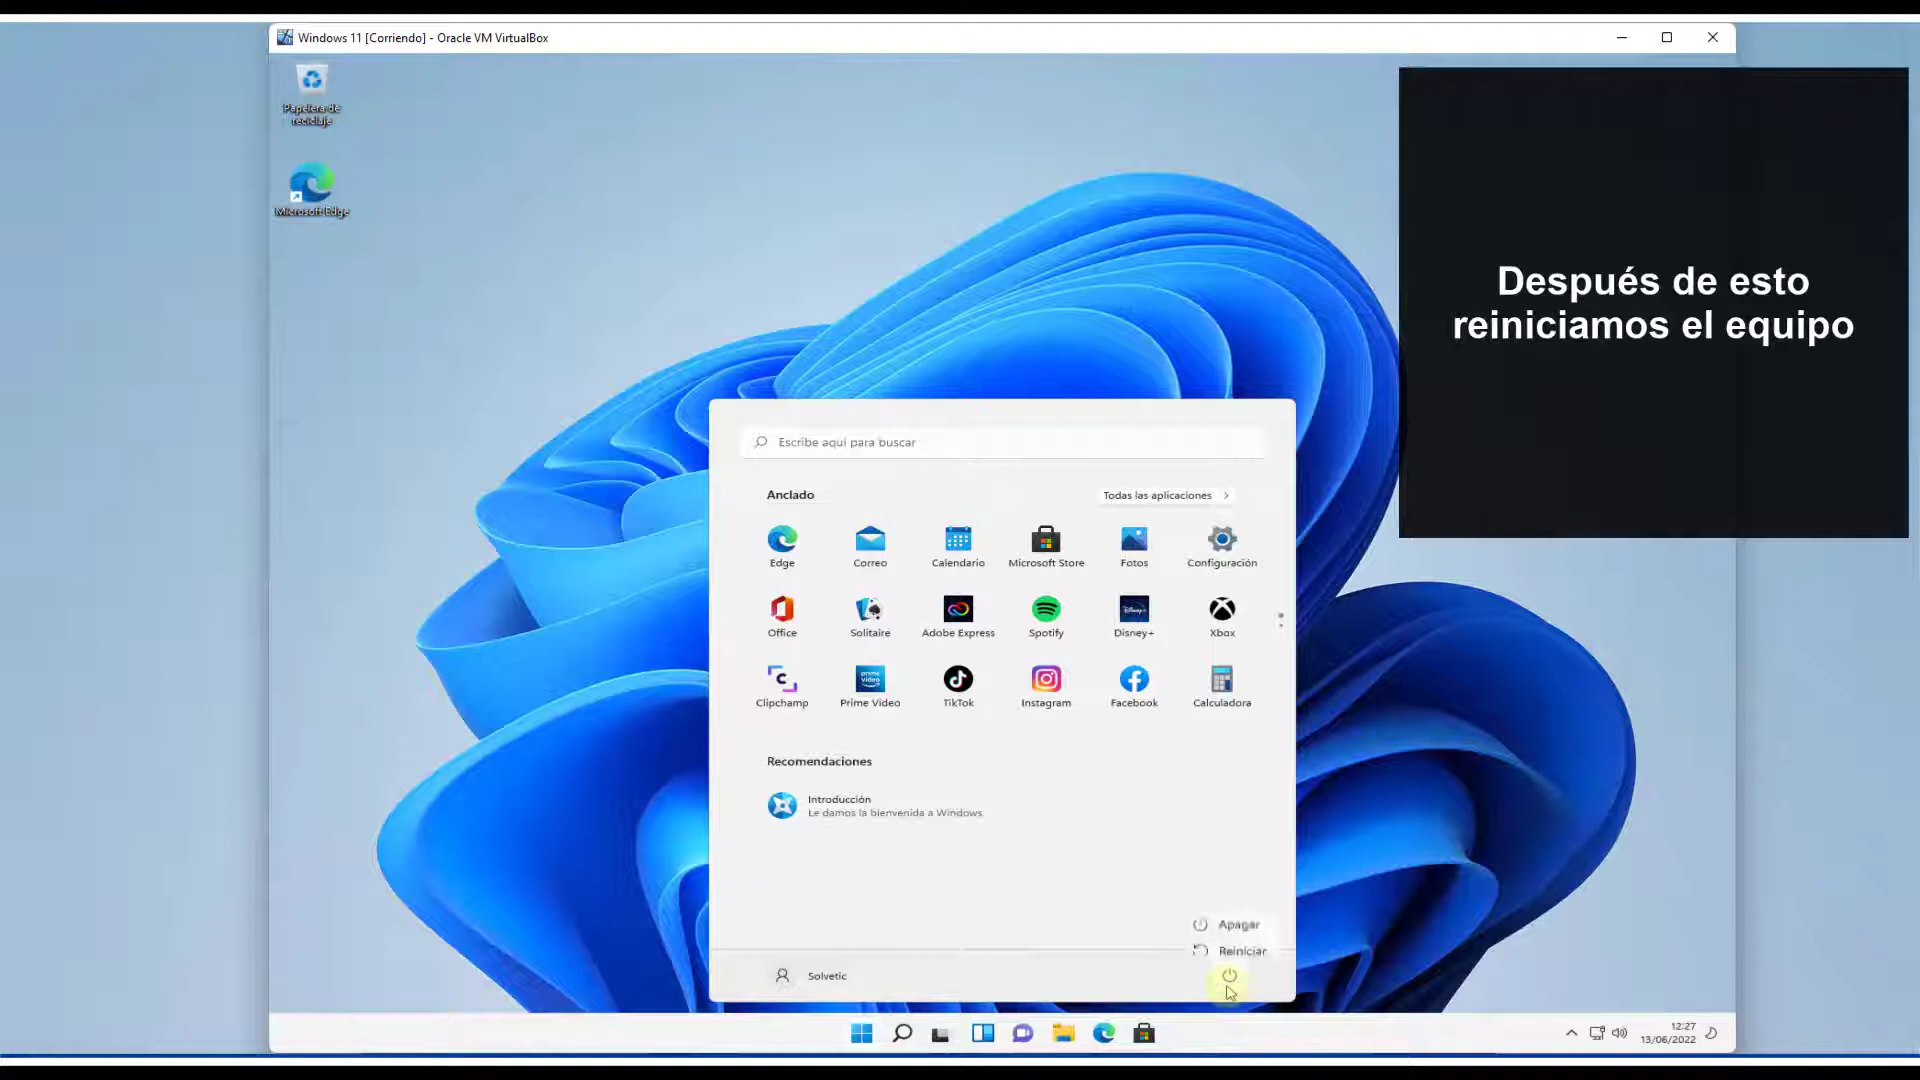 Windows 11 [Corriendo] - Oracle VM VirtualBox
Papelera de
reciclaje
Microsoft Edge
Después de esto
reiniciamos el equipo
Escribe aquí para buscar
Anclado
Todas las aplicaciones
Edge
Correo
Calendario
Microsoft Store
Fotos
Configuración
Office
Solitaire
Adobe Express
Spotify
Disney+
Xbox
Clipchamp
Prime Video
TikTok
Instagram
Facebook
Calculadora
Recomendaciones
Introducción
Le damos la bienvenida a Windows
Apagar
Reiniciar
Solvetic
12:27
13/06/2022